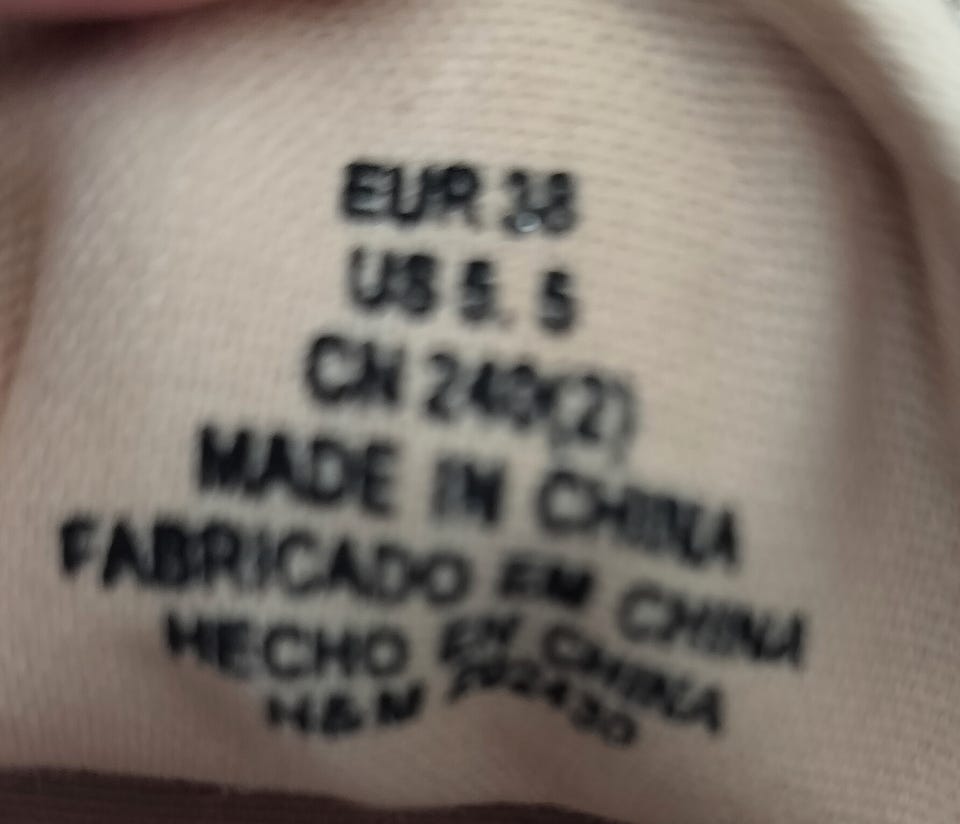 EUR 38
US 5. 5
CN 240(2)
MADE IN CHINA
FABRICADO EM CHINA
HECHO EN CHINA
H&M